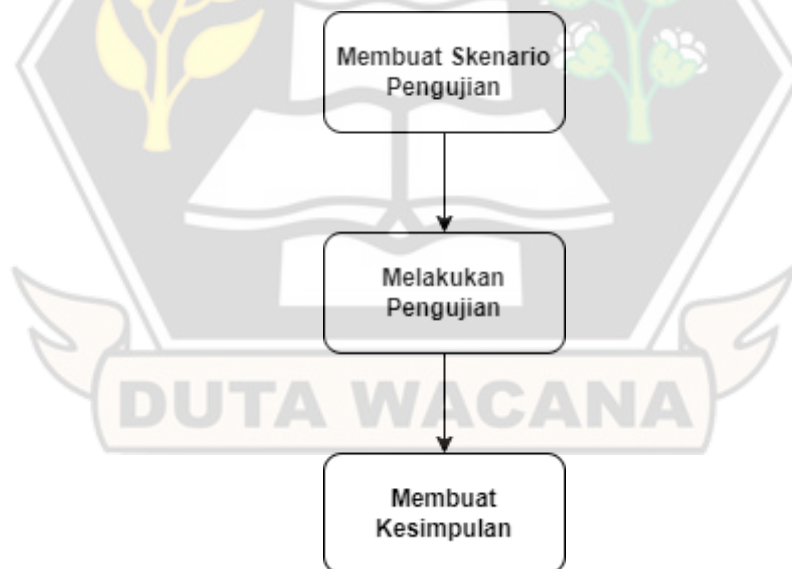 Membuat Skenario
Pengujian
Melakukan
Pengujian
DUTA WACANA
Membuat
Kesimpulan